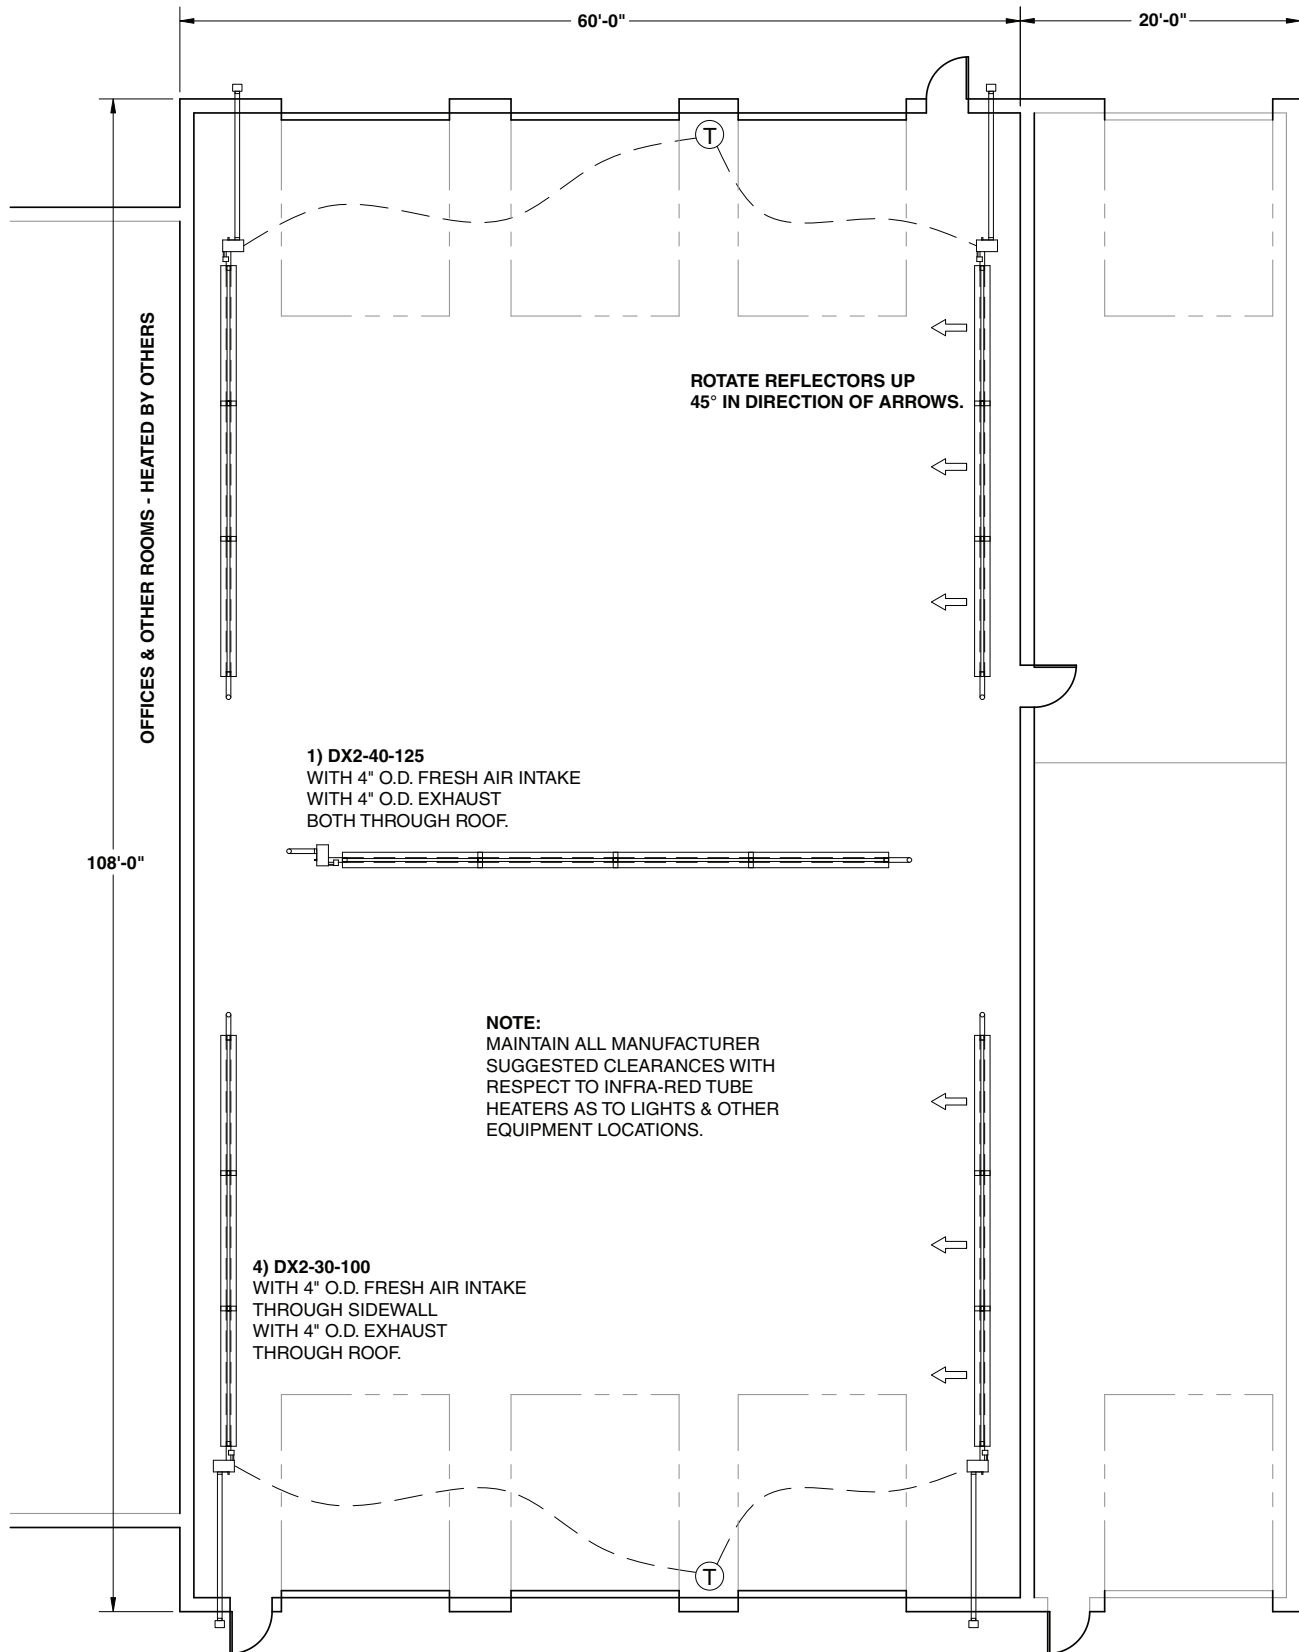 60'-0"
20'-0"
T
OFFICES & OTHER ROOMS - HEATED BY OTHERS
ROTATE REFLECTORS UP
45° IN DIRECTION OF ARROWS.
1) DX2-40-125
WITH 4" O.D. FRESH AIR INTAKE
WITH 4" O.D. EXHAUST
BOTH THROUGH ROOF.
108'-0"
NOTE:
MAINTAIN ALL MANUFACTURER
SUGGESTED CLEARANCES WITH
RESPECT TO INFRA-RED TUBE
HEATERS AS TO LIGHTS & OTHER
EQUIPMENT LOCATIONS.
4) DX2-30-100
WITH 4" O.D. FRESH AIR INTAKE
THROUGH SIDEWALL
WITH 4" O.D. EXHAUST
THROUGH ROOF.
T